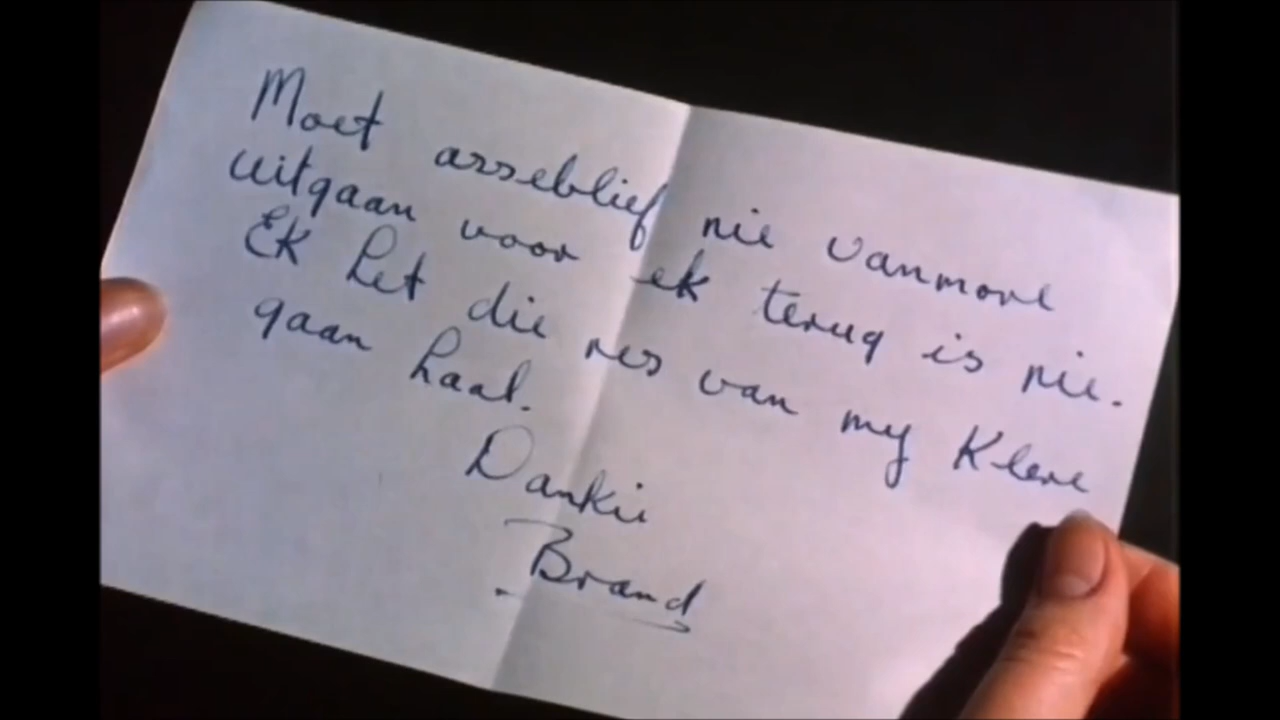 Moet asseblief nie vanmore
uitgaan voor ek terug is nie.
Ek het die res van my Klere
gaan haal.
Dankie
Brand